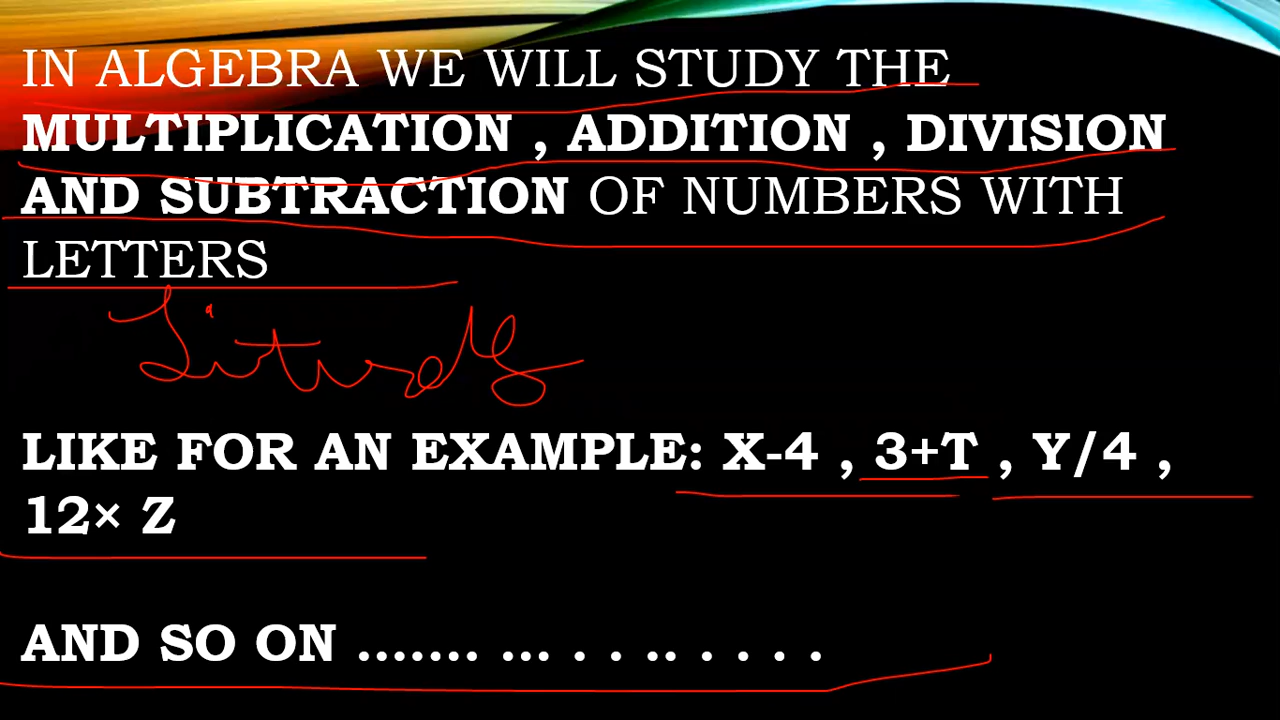 IN ALGEBRA WE WILL STUDY THE
MULTIPLICATION , ADDITION , DIVISION
AND SUBTRACTION OF NUMBERS WITH
LETTERS
LIKE FOR AN EXAMPLE: X-4 , 3+T , Y/4 ,
12× Z
AND SO ON ....... ... . . .. . . . .